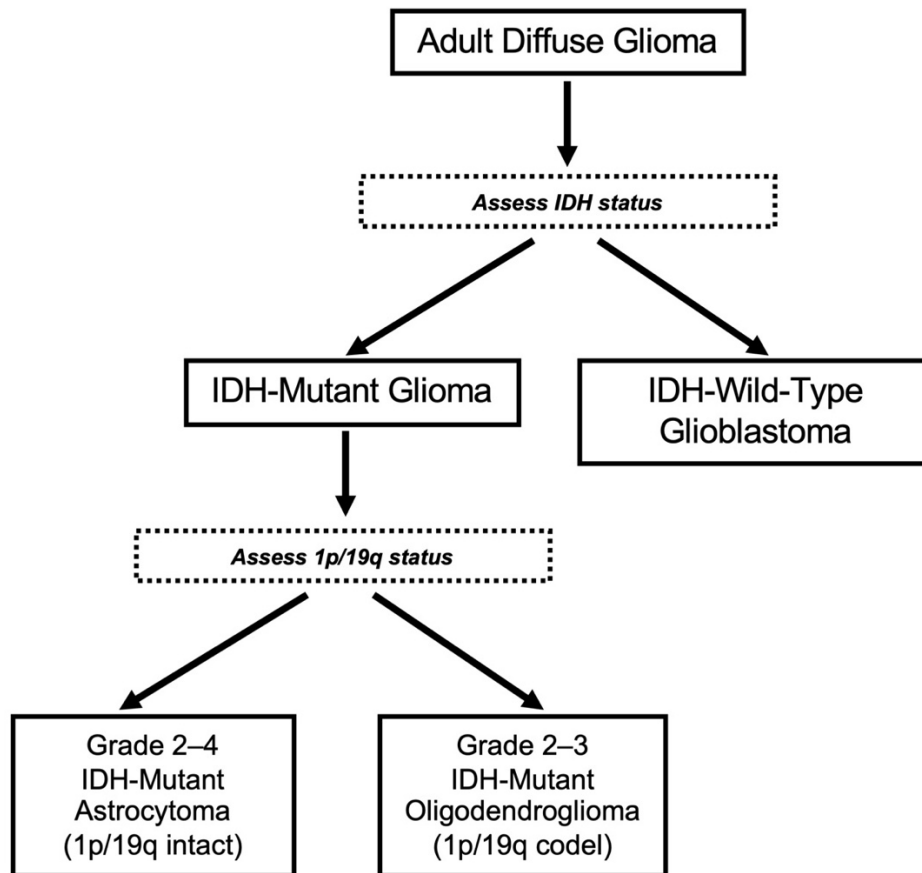 Adult Diffuse Glioma
Assess IDH status
IDH-Mutant Glioma
IDH-Wild-Type
Glioblastoma
Assess 1p/19q status
Grade 2–4
IDH-Mutant
Astrocytoma
(1p/19q intact)
Grade 2–3
IDH-Mutant
Oligodendroglioma
(1p/19q codel)